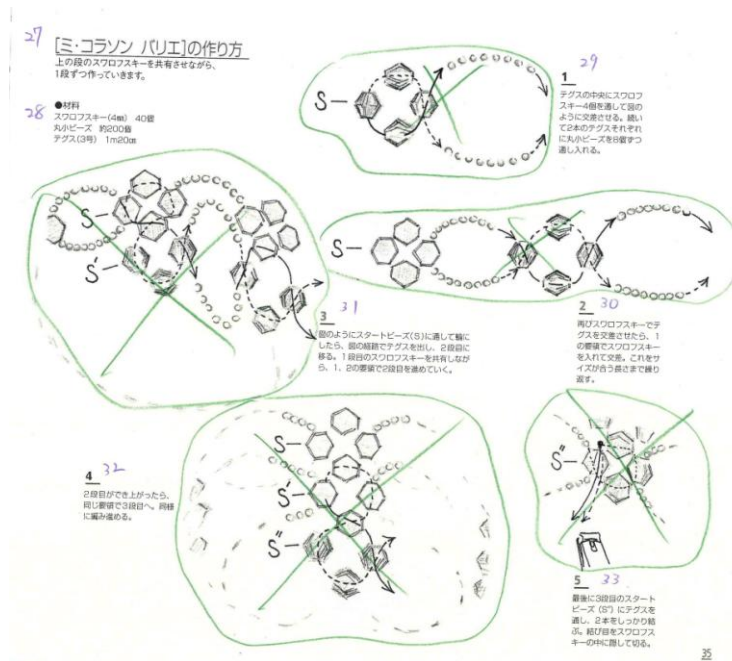 27
[ミ・コラソン バリエ]の作り方
上の段のスワロフスキーを共有させながら、
1段ずつ作っていきます。
28
●材料
スワロフスキー(4㎜) 40個
丸小ビーズ 約200個
テグス(3号) 1m20㎝
S
29
1
テグスの中央にスワロフ
スキー4個を通して図の
ように交差させる。続い
て2本のテグスそれぞれ
に丸小ビーズを8個ずつ
通し入れる。
S
30
2
再びスワロフスキーでテ
グスを交差させたら、1
の要領でスワロフスキー
を入れて交差。これをサ
イズが合う長さまで繰り
返す。
S
S'
31
3
図のようにスタートビーズ(S)に通して輪に
したら、図の経路でテグスを出し、2段目に
移る。1段目のスワロフスキーを共有しなが
ら、1、2の要領で2段目を進めていく。
32
4
2段目ができ上がったら、
同じ要領で3段目へ。同様
に編み進める。
S
S'
S"
S"
33
5
最後に3段目のスタート
ビーズ(S")にテグスを
通し、2本をしっかり結
ぶ。結び目をスワロフス
キーの中に隠して切る。
35